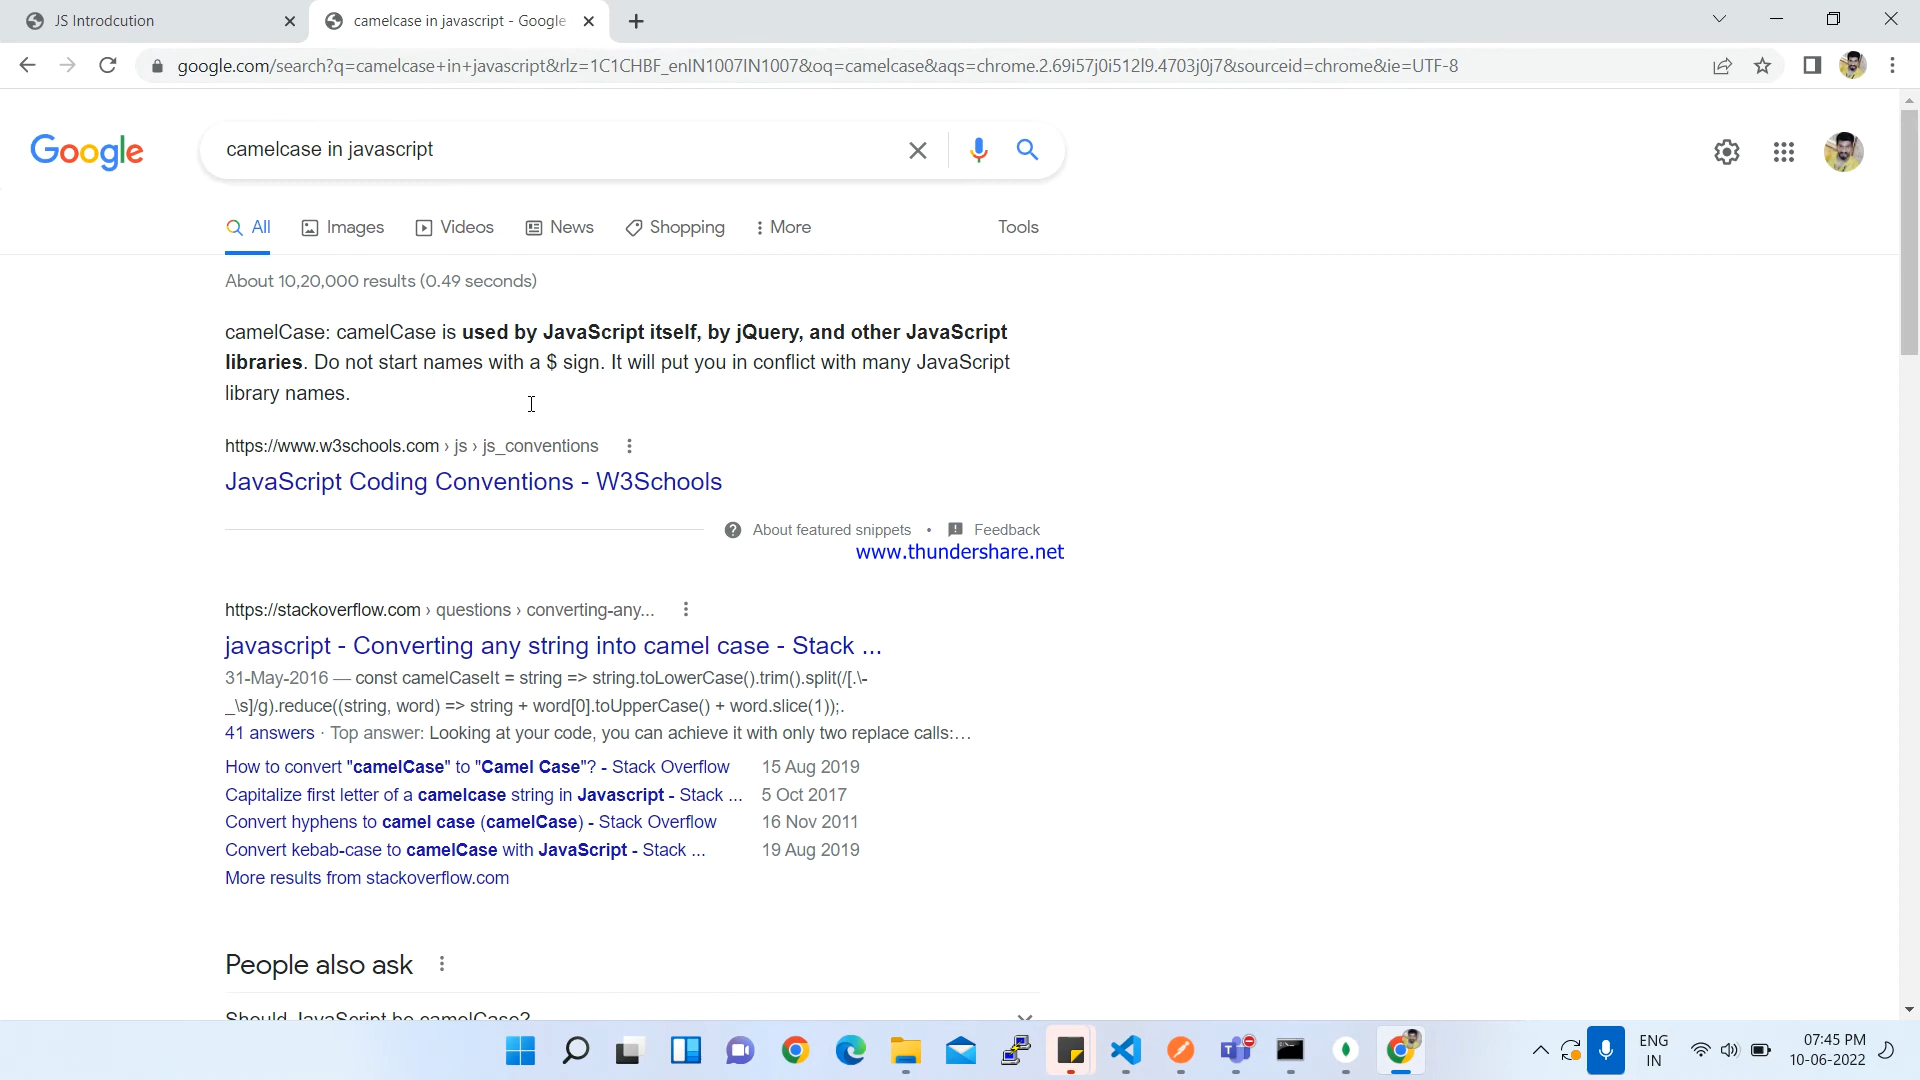 JS Introdcution
camelcase in javascript - Google
google.com/search?q=camelcase+in+javascript&rlz=1C1CHBF_enIN1007IN1007&oq=camelcase&aqs=chrome.2.69i57j0i512l9.4703j0j7&sourceid=chrome&ie=UTF-8
Google
camelcase in javascript
All Images Videos News Shopping More Tools
About 10,20,000 results (0.49 seconds)
camelCase: camelCase is used by JavaScript itself, by jQuery, and other JavaScript
libraries. Do not start names with a $ sign. It will put you in conflict with many JavaScript
library names.
https://www.w3schools.com › js › js_conventions
JavaScript Coding Conventions - W3Schools
About featured snippets • Feedback
www.thundershare.net
https://stackoverflow.com › questions › converting-any...
javascript - Converting any string into camel case - Stack ...
31-May-2016 — const camelCaseIt = string => string.toLowerCase().trim().split(/[.\-
_\s]/g).reduce((string, word) => string + word[0].toUpperCase() + word.slice(1));.
41 answers · Top answer: Looking at your code, you can achieve it with only two replace calls:…
How to convert "camelCase" to "Camel Case"? - Stack Overflow 15 Aug 2019
Capitalize first letter of a camelcase string in Javascript - Stack ... 5 Oct 2017
Convert hyphens to camel case (camelCase) - Stack Overflow 16 Nov 2011
Convert kebab-case to camelCase with JavaScript - Stack ... 19 Aug 2019
More results from stackoverflow.com
People also ask
Should JavaScript be camelCase?
ENG
IN
07:45 PM
10-06-2022